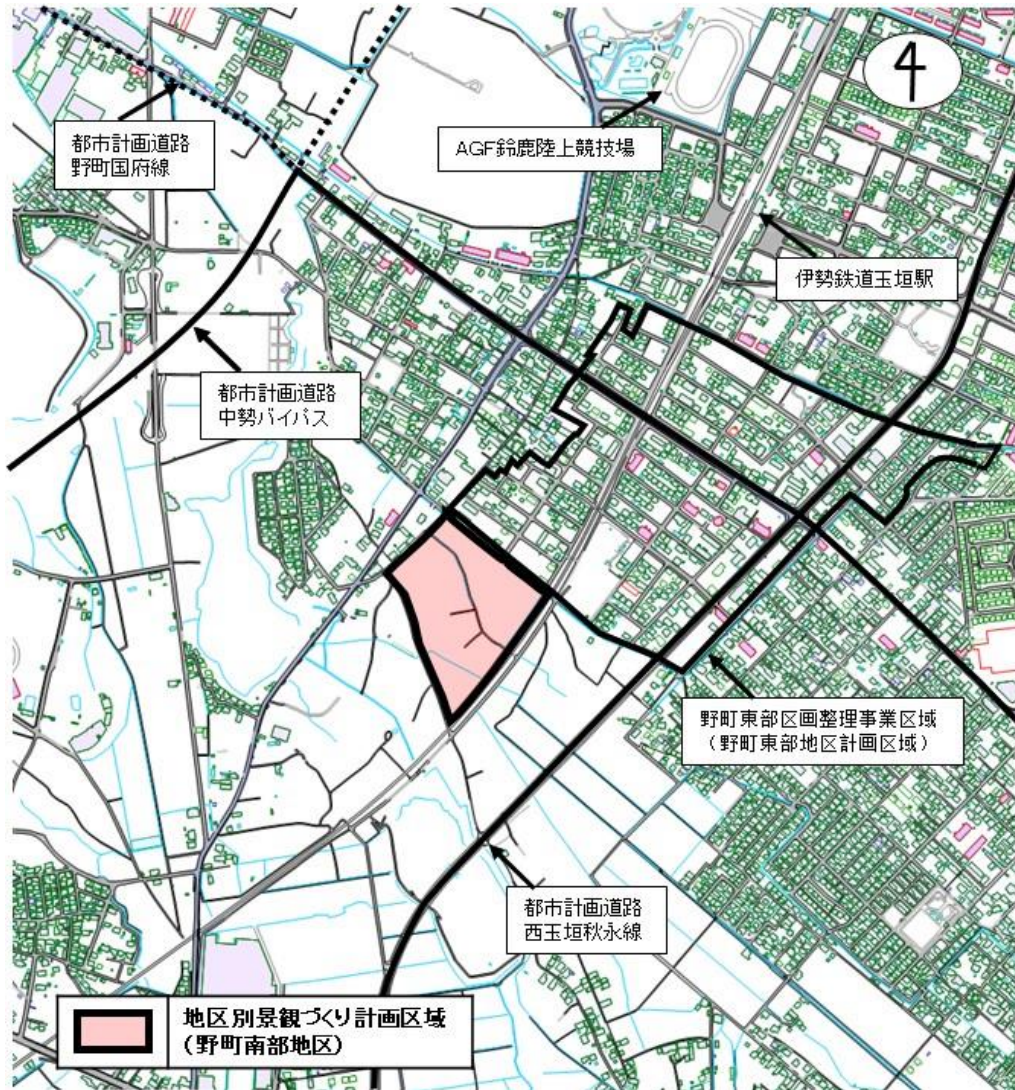 都市計画道路
野町国府線
AGF鈴鹿陸上競技場
伊勢鉄道玉垣駅
都市計画道路
中勢バイパス
野町東部区画整理事業区域
（野町東部地区計画区域）
都市計画道路
西玉垣秋永線
地区別景観づくり計画区域
(野町南部地区)